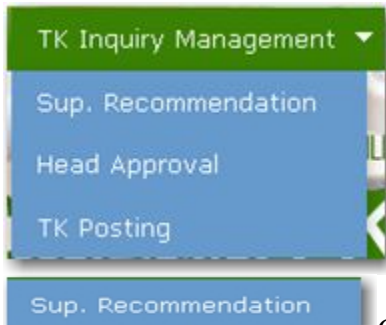 TK Inquiry Management
Sup. Recommendation
Head Approval
TK Posting
Sup. Recommendation